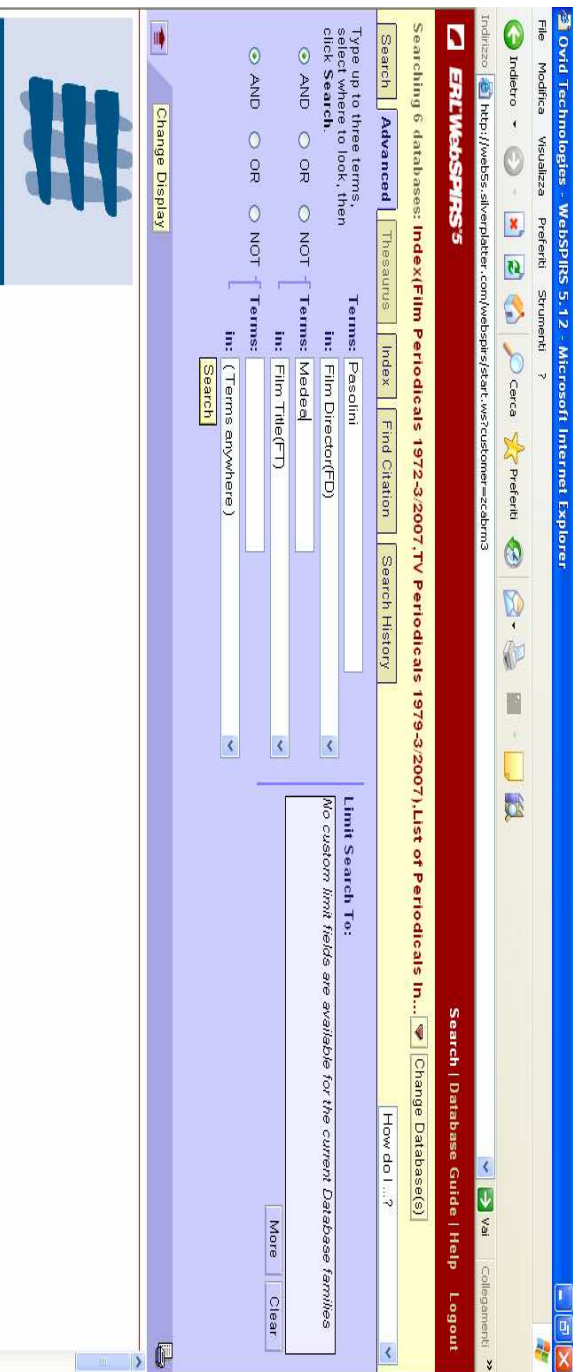 Ovid Technologies - WebSPIRS 5.12 - Microsoft Internet Explorer
File Modifica Visualizza Preferiti Strumenti ?
Indietro Cerca Preferiti
Indirizzo http://web5s.silverplatter.com/webspirs/start.ws?customer=zcabrm3 Vai Collegamenti »
ERL®WebSPIRS®5 Search | Database Guide | Help Logout
Searching 6 databases: Index(Film Periodicals 1972-3/2007,TV Periodicals 1979-3/2007),List of Periodicals In... Change Database(s)
Search Advanced Thesaurus Index Find Citation Search History How do I ...?
Type up to three terms,
select where to look, then
click Search.
Terms: Pasolini
in: Film Director(FD)
AND OR NOT Terms: Medea
in: Film Title(FT)
AND OR NOT Terms:
in: ( Terms anywhere )
Search
Limit Search To:
No custom limit fields are available for the current Database families
More Clear
Change Display